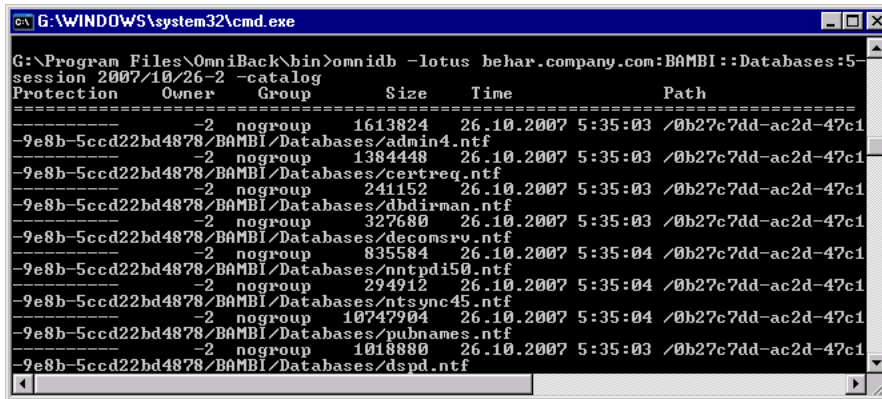 G:\WINDOWS\system32\cmd.exe
G:\Program Files\OmniBack\bin>omnidb -lotus behar.company.com:BAMBI::Databases:5-
session 2007/10/26-2 -catalog
Protection Owner Group Size Time Path
=====================================================================================
---------- -2 nogroup 1613824 26.10.2007 5:35:03 /0b27c7dd-ac2d-47c1
-9e8b-5ccd22bd4878/BAMBI/Databases/admin4.ntf
---------- -2 nogroup 1384448 26.10.2007 5:35:03 /0b27c7dd-ac2d-47c1
-9e8b-5ccd22bd4878/BAMBI/Databases/certreq.ntf
---------- -2 nogroup 241152 26.10.2007 5:35:03 /0b27c7dd-ac2d-47c1
-9e8b-5ccd22bd4878/BAMBI/Databases/dbdirman.ntf
---------- -2 nogroup 327680 26.10.2007 5:35:03 /0b27c7dd-ac2d-47c1
-9e8b-5ccd22bd4878/BAMBI/Databases/decomsrv.ntf
---------- -2 nogroup 835584 26.10.2007 5:35:04 /0b27c7dd-ac2d-47c1
-9e8b-5ccd22bd4878/BAMBI/Databases/nntpdi50.ntf
---------- -2 nogroup 294912 26.10.2007 5:35:04 /0b27c7dd-ac2d-47c1
-9e8b-5ccd22bd4878/BAMBI/Databases/ntsync45.ntf
---------- -2 nogroup 10747904 26.10.2007 5:35:04 /0b27c7dd-ac2d-47c1
-9e8b-5ccd22bd4878/BAMBI/Databases/pubnames.ntf
---------- -2 nogroup 1018880 26.10.2007 5:35:03 /0b27c7dd-ac2d-47c1
-9e8b-5ccd22bd4878/BAMBI/Databases/dspd.ntf